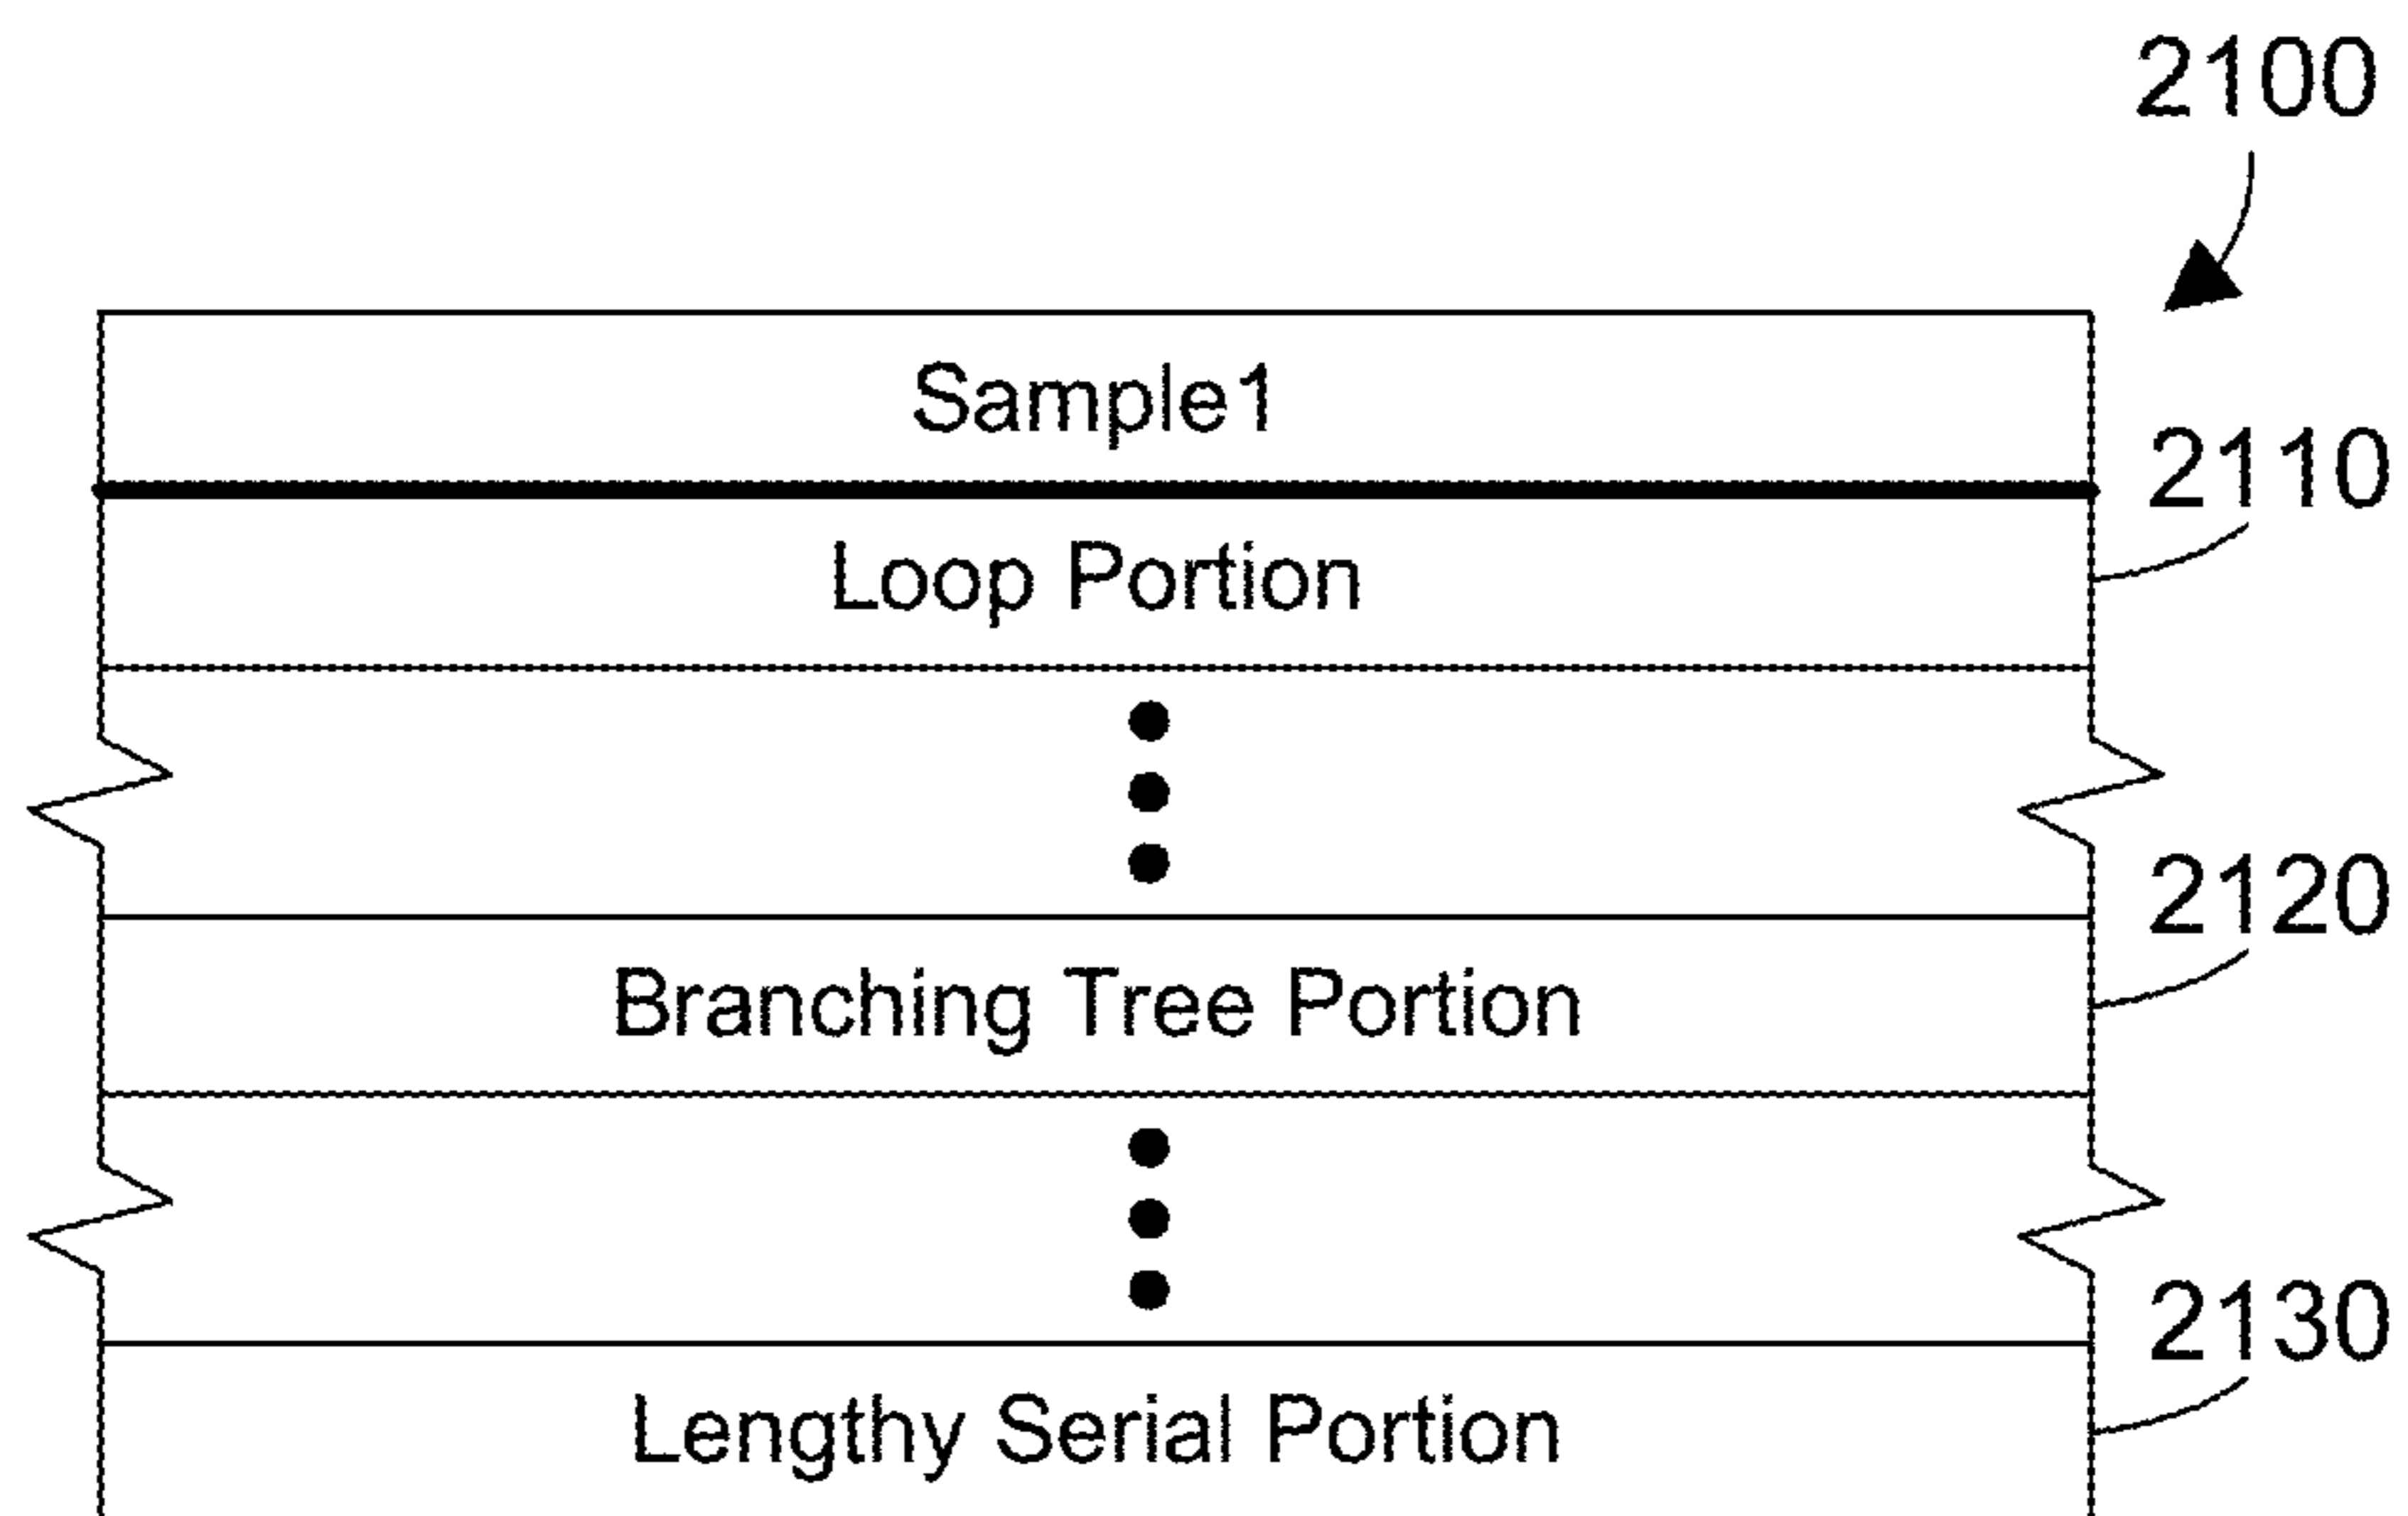 2100
Sample1
2110
Loop Portion
2120
Branching Tree Portion
2130
Lengthy Serial Portion